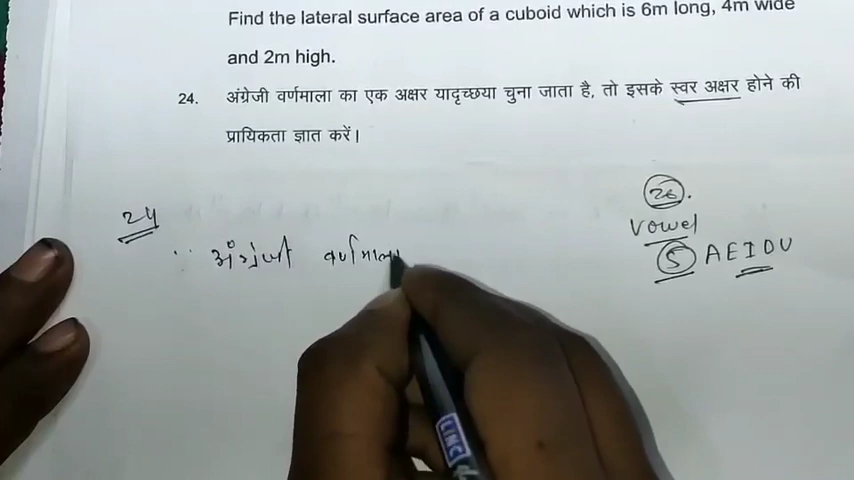 Find the lateral surface area of a cuboid which is 6m long, 4m wide
and 2m high.
24. अंग्रेजी वर्णमाला का एक अक्षर यादृच्छया चुना जाता है, तो इसके स्वर अक्षर होने की
प्रायिकता ज्ञात करें।
26.
Vowel
5 A E I O U
24
∵ अंग्रेजी वर्णमाला
LINC